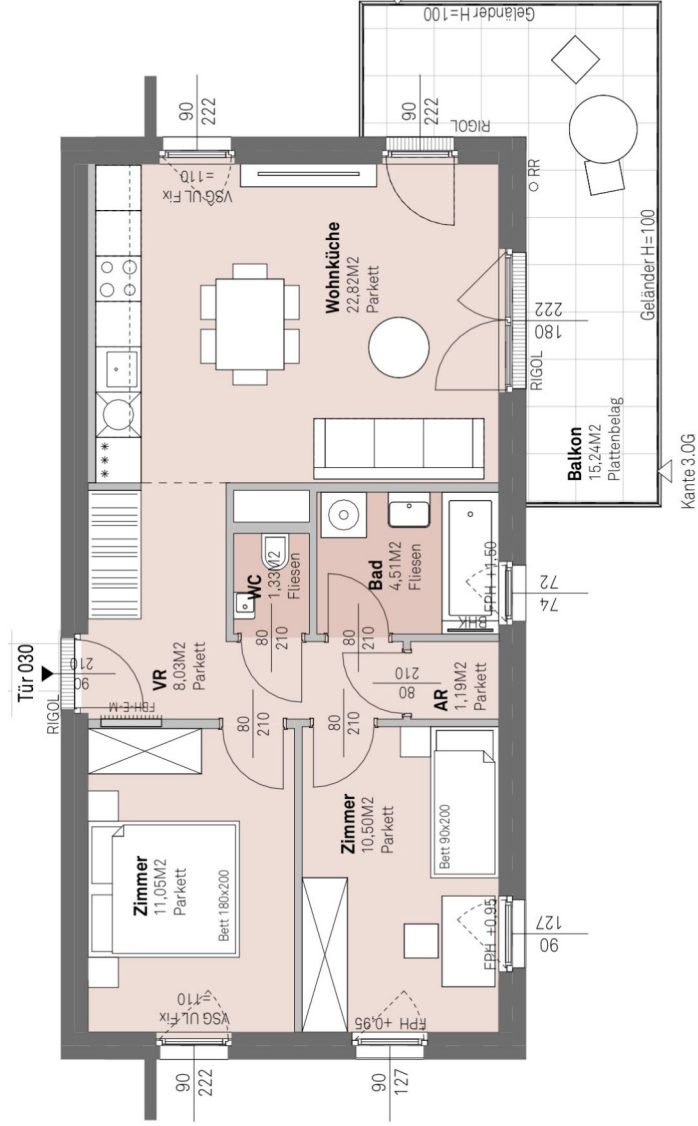 Geländer H=100
90
222
90
222
RIGOL
VSG UL Fix
=110
RR
Wohnküche
22,82M2
Parkett
Geländer H=100
222
180
RIGOL
Balkon
15,24M2
Plattenbelag
Kante 3.OG
Tür 030
RIGOL
210
90
VR
8,03M2
Parkett
FBH-E-M
WC
1,33M2
Fliesen
80
210
Bad
4,51M2
Fliesen
80
210
FPH +1,50
BHK
72
74
AR
1,19M2
Parkett
80
210
80
210
80
210
Zimmer
11,05M2
Parkett
Bett 180x200
Zimmer
10,50M2
Parkett
Bett 90x200
FPH +0,95
127
90
VSG UL Fix
=110
FPH +0,95
90
222
90
127